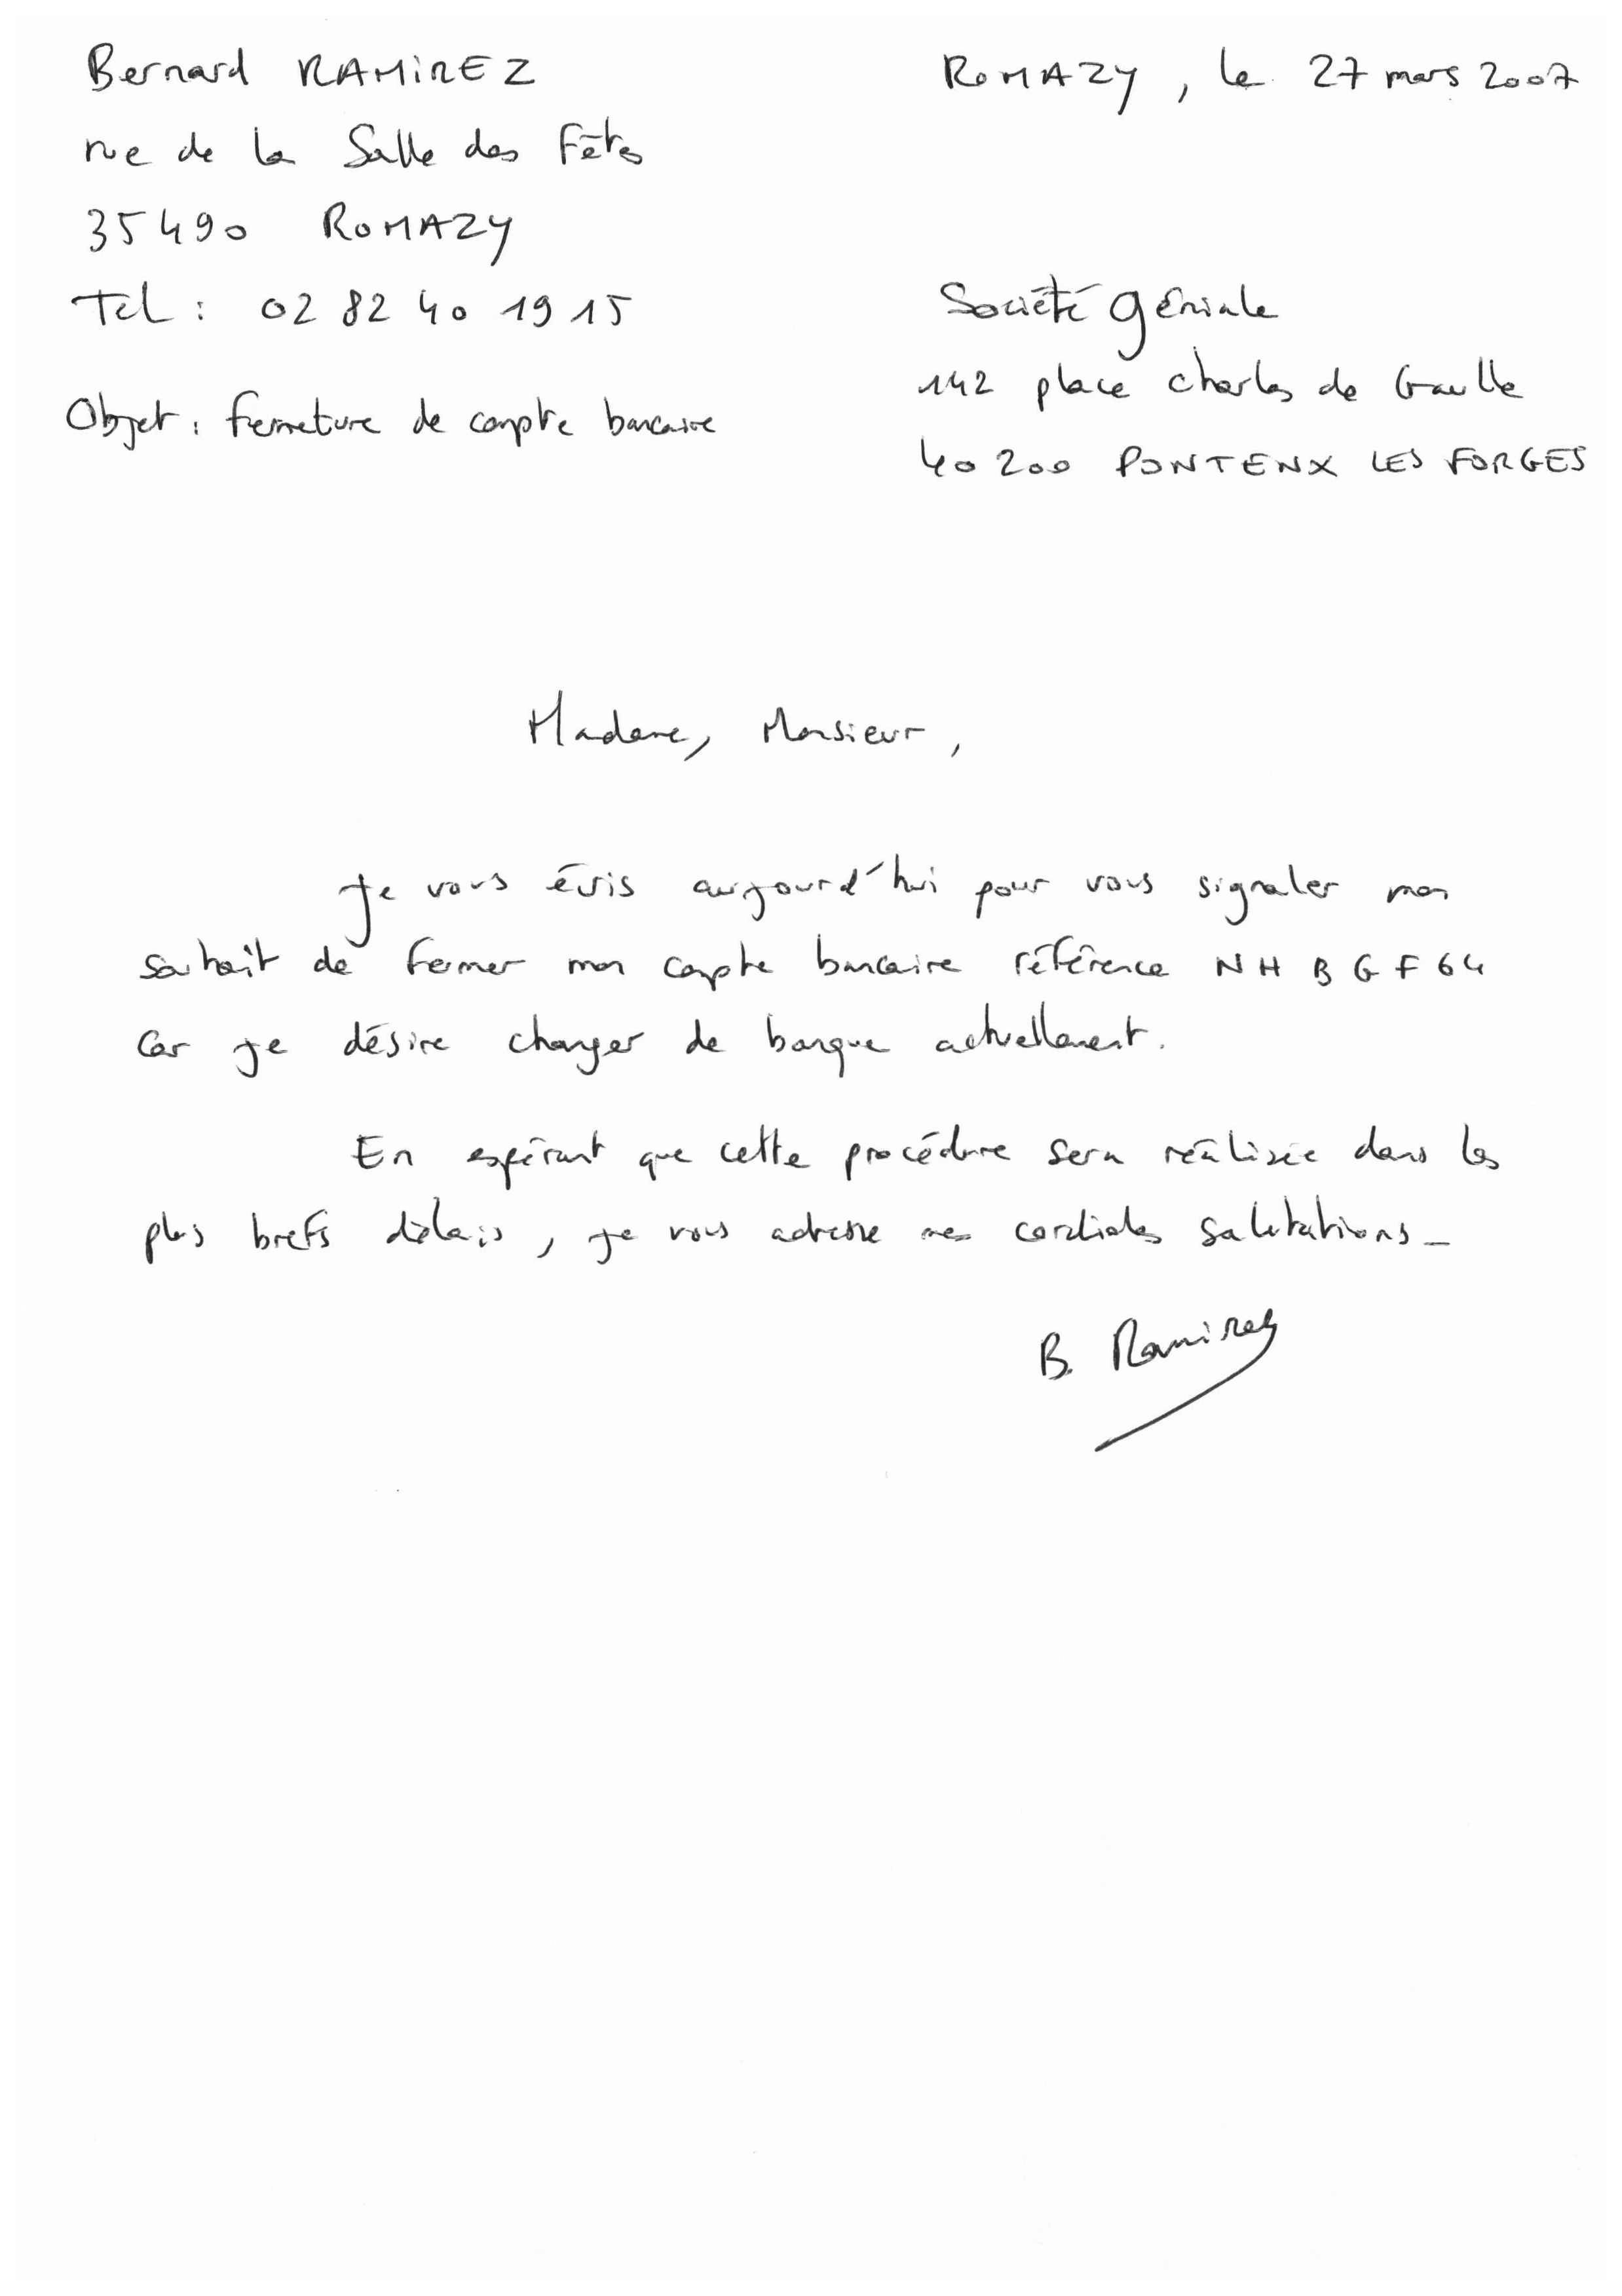 Bernard RAMIREZ
rue de la Salle des Fêtes
35490 ROMAZY
Tel : 02 82 40 19 15
Objet : fermeture de compte bancaire
ROMAZY, le 27 mars 2007
Société géniale
142 place charles de Gaulle
40200 PONTENX LES FORGES
Madame, Monsieur,
Je vous écris aujourd'hui pour vous signaler mon
souhait de fermer mon compte bancaire référence NHBGF64
car je désire changer de banque actuellement.
En espérant que cette procédure sera réalisée dans les
plus brefs délais, je vous adresse mes cordiales salutations_
B. Ramirez